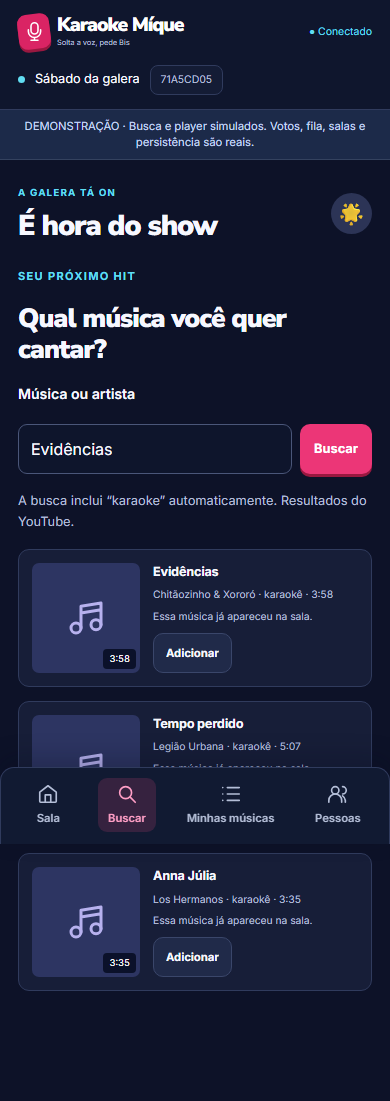 Karaoke Míque
Solta a voz, pede Bis
Conectado
Sábado da galera
71A5CD05
DEMONSTRAÇÃO · Busca e player simulados. Votos, fila, salas e
persistência são reais.
A GALERA TÁ ON
É hora do show
SEU PRÓXIMO HIT
Qual música você quer
cantar?
Música ou artista
Evidências
Buscar
A busca inclui “karaoke” automaticamente. Resultados do
YouTube.
Evidências
Chitãozinho & Xororó · karaokê · 3:58
Essa música já apareceu na sala.
3:58
Adicionar
Tempo perdido
Legião Urbana · karaokê · 5:07
Sala
Buscar
Minhas músicas
Pessoas
Anna Júlia
Los Hermanos · karaokê · 3:35
Essa música já apareceu na sala.
3:35
Adicionar